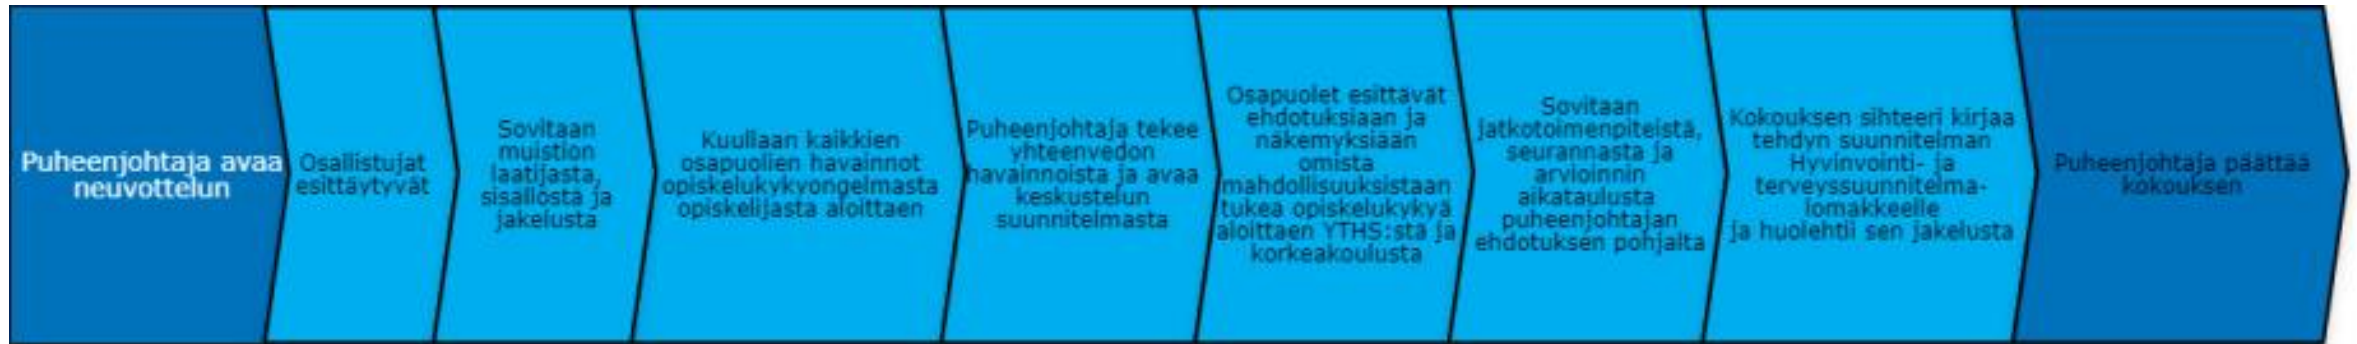 Puheenjohtaja avaa
neuvottelun
Osallistujat
esittäytyvät
Sovitaan
muistion
laatijasta,
sisällöstä ja
jakelusta
Kuullaan kaikkien
osapuolien havainnot
opiskelukykyongelmasta
opiskelijasta aloittaen
Puheenjohtaja tekee
yhteenvedon
havainnoista ja avaa
keskustelun
suunnitelmasta
Osapuolet esittävät
ehdotuksiaan ja
näkemyksiään
omista
mahdollisuuksistaan
tukea opiskelukykyä
aloittaen YTHS:stä ja
korkeakoulusta
Sovitaan
jatkotoimenpiteistä,
seurannasta ja
arvioinnin
aikataulusta
puheenjohtajan
ehdotuksen pohjalta
Kokouksen sihteeri kirjaa
tehdyn suunnitelman
Hyvinvointi- ja
terveyssuunnitelma-
lomakkeelle
ja huolehtii sen jakelusta
Puheenjohtaja päättää
kokouksen